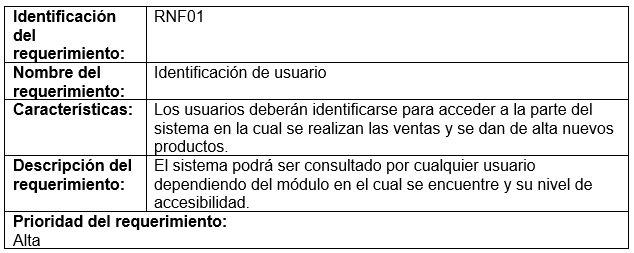 Identificación RNF01
del
requerimiento:
Nombre del Identificación de usuario
requerimiento:
Características: Los usuarios deberán identificarse para acceder a la parte del
sistema en la cual se realizan las ventas y se dan de alta nuevos
productos.
Descripción del El sistema podrá ser consultado por cualquier usuario
requerimiento: dependiendo del módulo en el cual se encuentre y su nivel de
accesibilidad.
Prioridad del requerimiento:
Alta